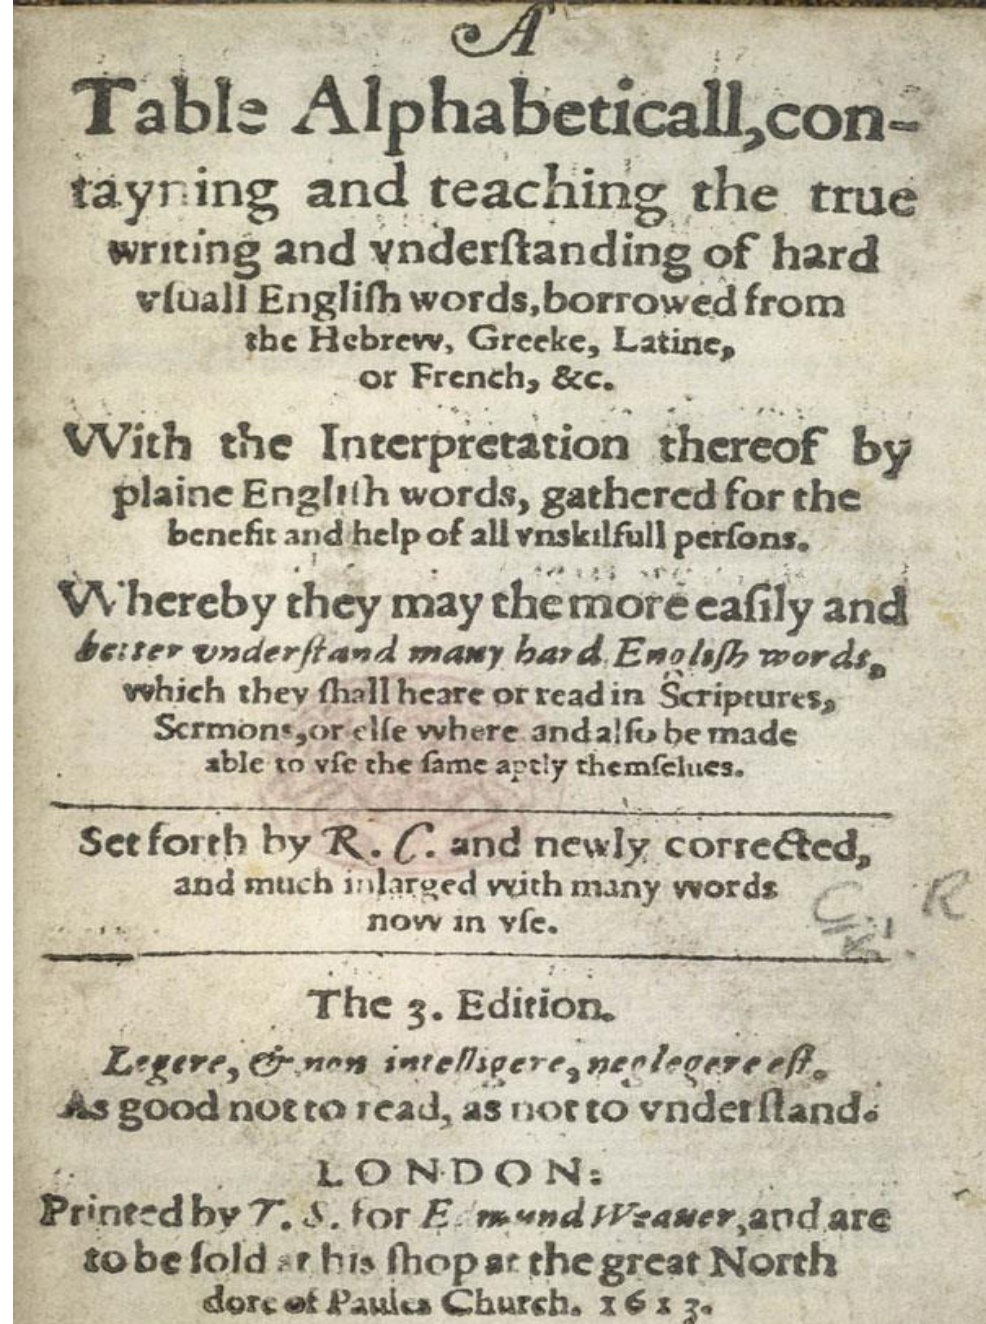 A
Table Alphabeticall, con-
tayning and teaching the true
writing and vnderſtanding of hard
vſuall Engliſh words, borrowed from
the Hebrew, Greeke, Latine,
or French, &c.
With the Interpretation thereof by
plaine Engliſh words, gathered for the
benefit and help of all vnskilfull perſons.
Whereby they may the more eaſily and
better vnderſtand many hard Engliſh words,
which they ſhall heare or read in Scriptures,
Sermons, or elſe where and alſo be made
able to vſe the ſame aptly themſelues.
Set forth by R. C. and newly corrected,
and much inlarged with many words
now in vſe.
C R
The 3. Edition.
Legere, & non intelligere, neglegere eſt.
As good not to read, as not to vnderſtand.
LONDON:
Printed by T. S. for Edmund Weauer, and are
to be ſold at his ſhop at the great North
dore of Paules Church. 1613.